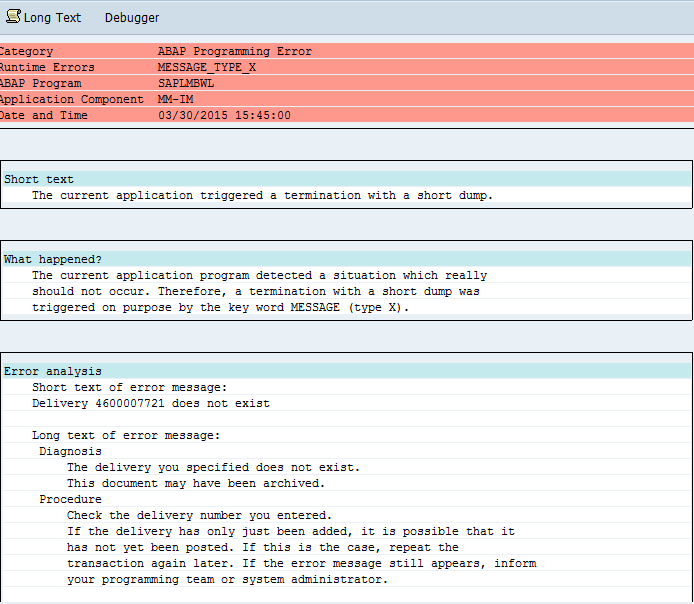 Long Text Debugger
Category ABAP Programming Error
Runtime Errors MESSAGE_TYPE_X
ABAP Program SAPLMBWL
Application Component MM-IM
Date and Time 03/30/2015 15:45:00
Short text
The current application triggered a termination with a short dump.
What happened?
The current application program detected a situation which really
should not occur. Therefore, a termination with a short dump was
triggered on purpose by the key word MESSAGE (type X).
Error analysis
Short text of error message:
Delivery 4600007721 does not exist
Long text of error message:
Diagnosis
The delivery you specified does not exist.
This document may have been archived.
Procedure
Check the delivery number you entered.
If the delivery has only just been added, it is possible that it
has not yet been posted. If this is the case, repeat the
transaction again later. If the error message still appears, inform
your programming team or system administrator.